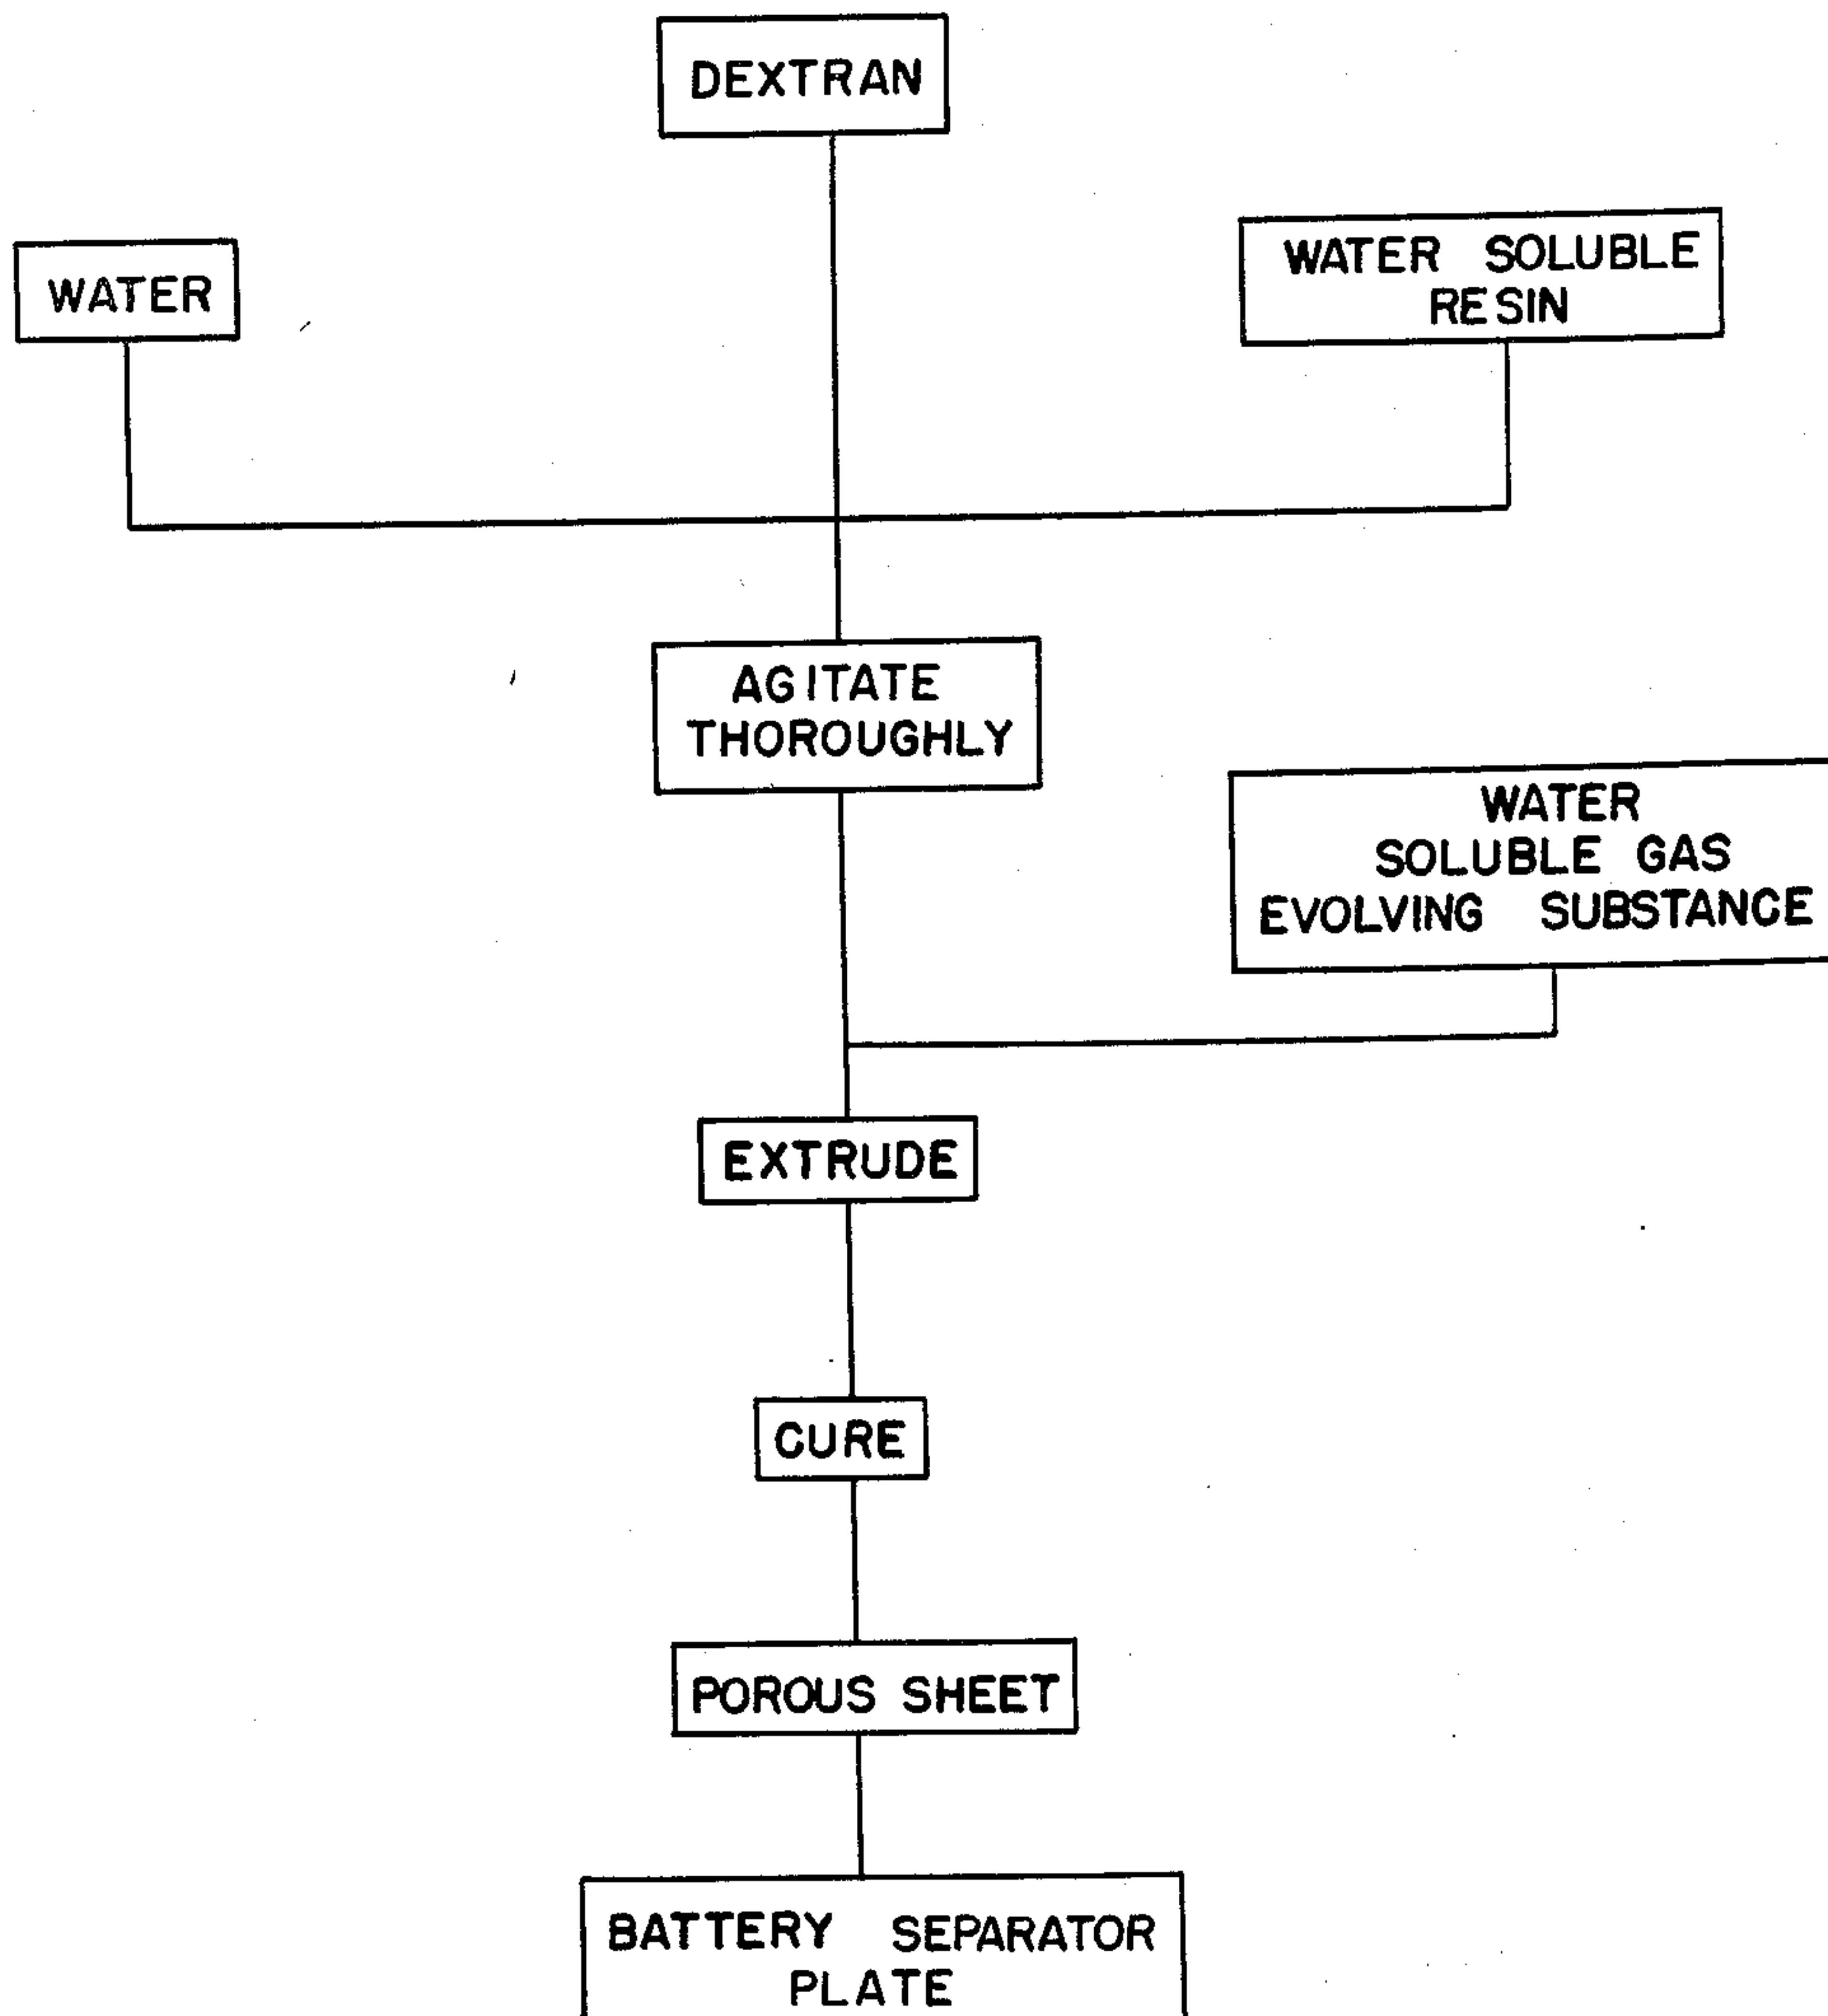 DEXTRAN
WATER
WATER SOLUBLE
RESIN
AGITATE
THOROUGHLY
WATER
SOLUBLE GAS
EVOLVING SUBSTANCE
EXTRUDE
CURE
POROUS SHEET
BATTERY SEPARATOR
PLATE